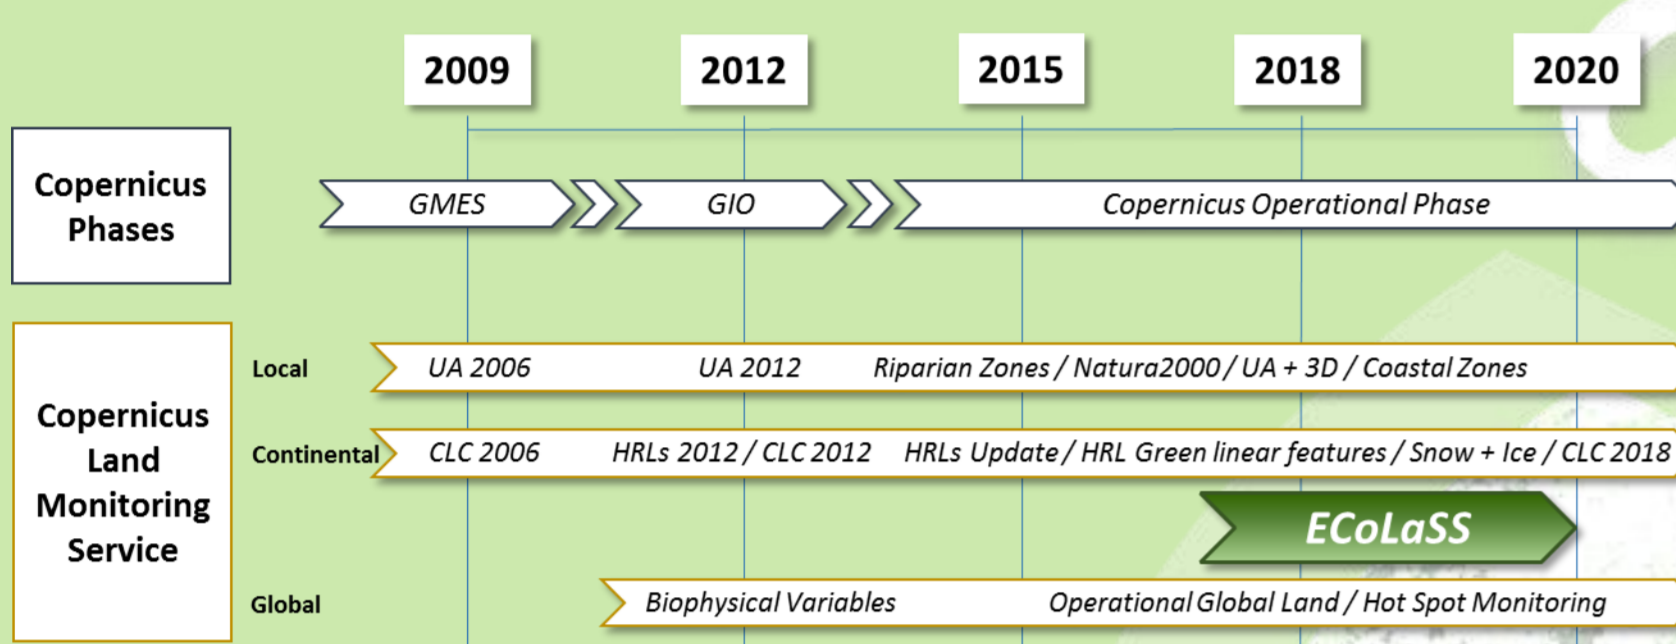 2009 2012 2015 2018 2020
Copernicus
Phases
GMES GIO Copernicus Operational Phase
Copernicus
Land
Monitoring
Service
Local UA 2006 UA 2012 Riparian Zones / Natura2000 / UA + 3D / Coastal Zones
Continental CLC 2006 HRLs 2012 / CLC 2012 HRLs Update / HRL Green linear features / Snow + Ice / CLC 2018
ECoLaSS
Global Biophysical Variables Operational Global Land / Hot Spot Monitoring